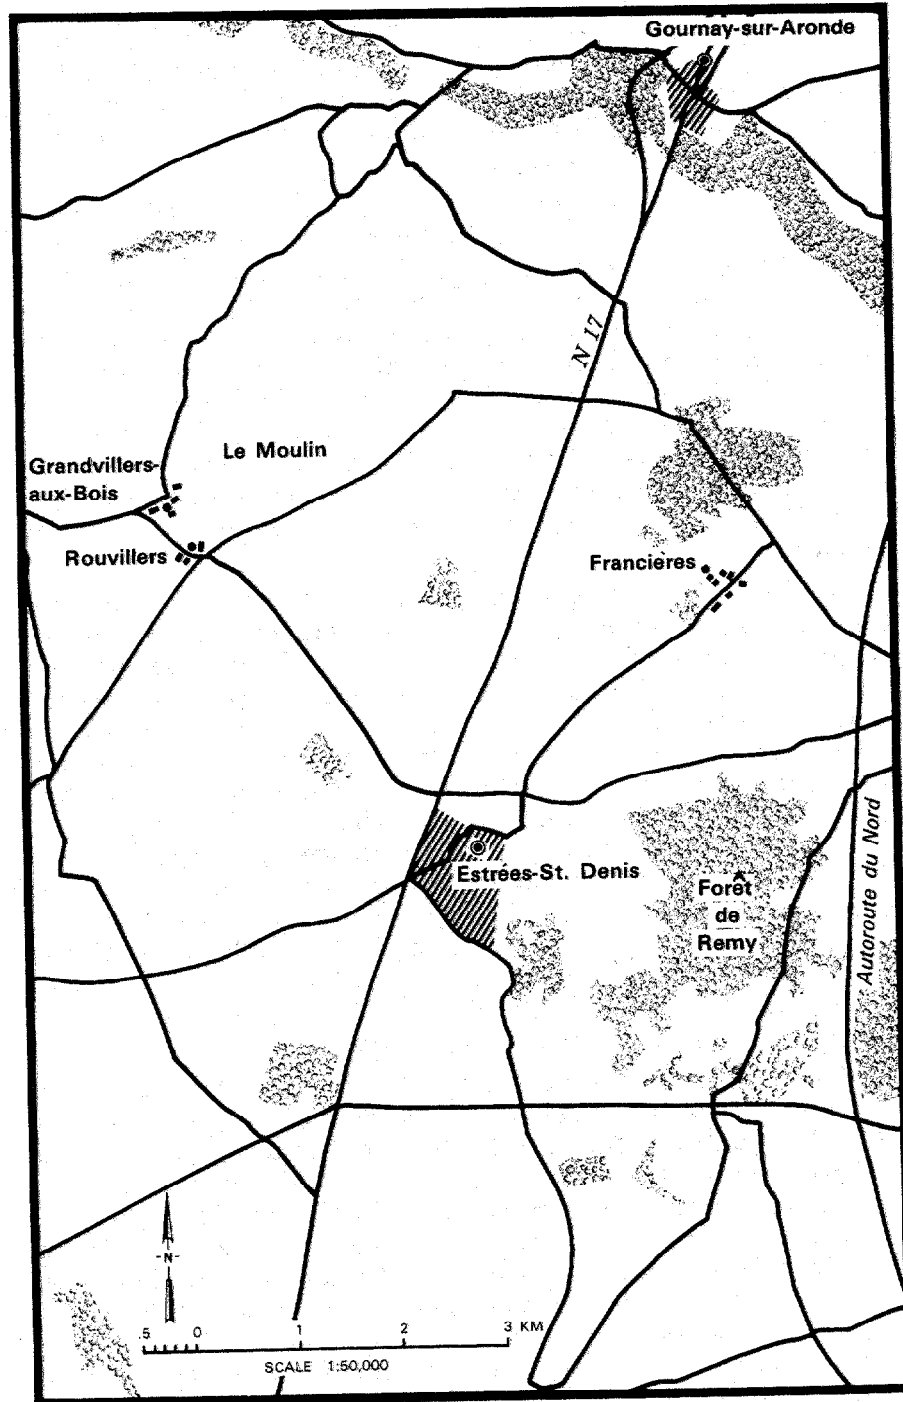 Gournay-sur-Aronde
N 17
Le Moulin
Grandvillers-
aux-Bois
Rouvillers
Francières
Estrées-St. Denis
Forêt
de
Remy
Autoroute du Nord
-N-
.5 0 1 2 3 KM
SCALE 1:50,000